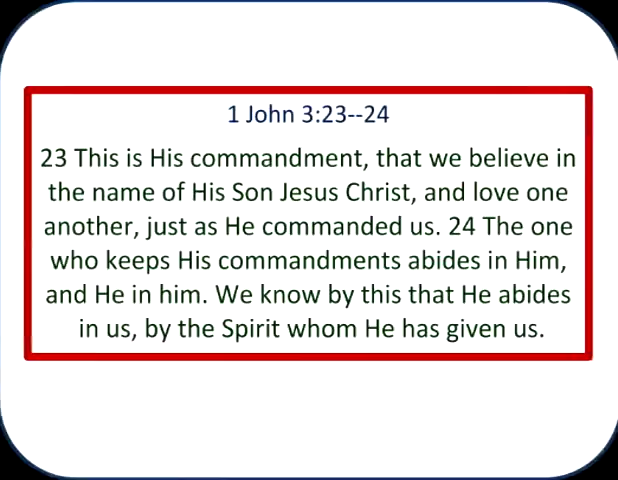 1 John 3:23--24
23 This is His commandment, that we believe in
the name of His Son Jesus Christ, and love one
another, just as He commanded us. 24 The one
who keeps His commandments abides in Him,
and He in him. We know by this that He abides
in us, by the Spirit whom He has given us.